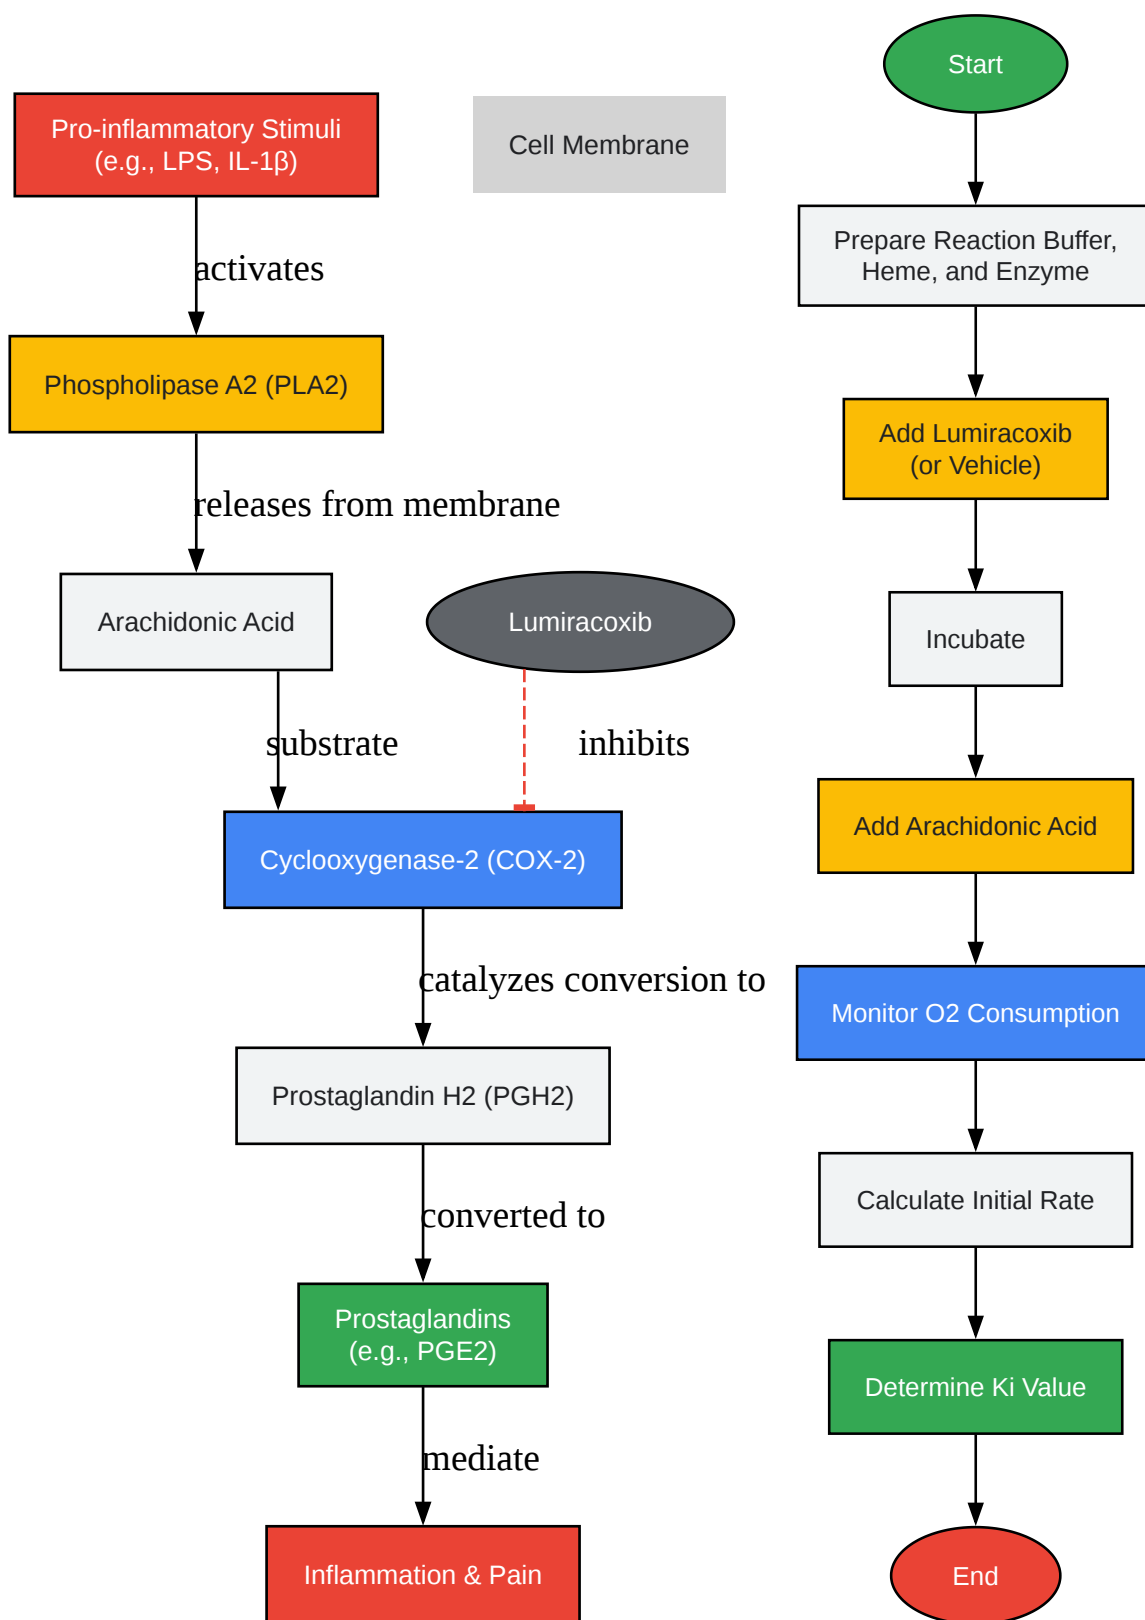 Pro-inflammatory Stimuli
(e.g., LPS, IL-1β)
Cell Membrane
activates
Phospholipase A2 (PLA2)
releases from membrane
Arachidonic Acid
Lumiracoxib
substrate
inhibits
Cyclooxygenase-2 (COX-2)
catalyzes conversion to
Prostaglandin H2 (PGH2)
converted to
Prostaglandins
(e.g., PGE2)
mediate
Inflammation & Pain
Start
Prepare Reaction Buffer,
Heme, and Enzyme
Add Lumiracoxib
(or Vehicle)
Incubate
Add Arachidonic Acid
Monitor O2 Consumption
Calculate Initial Rate
Determine Ki Value
End